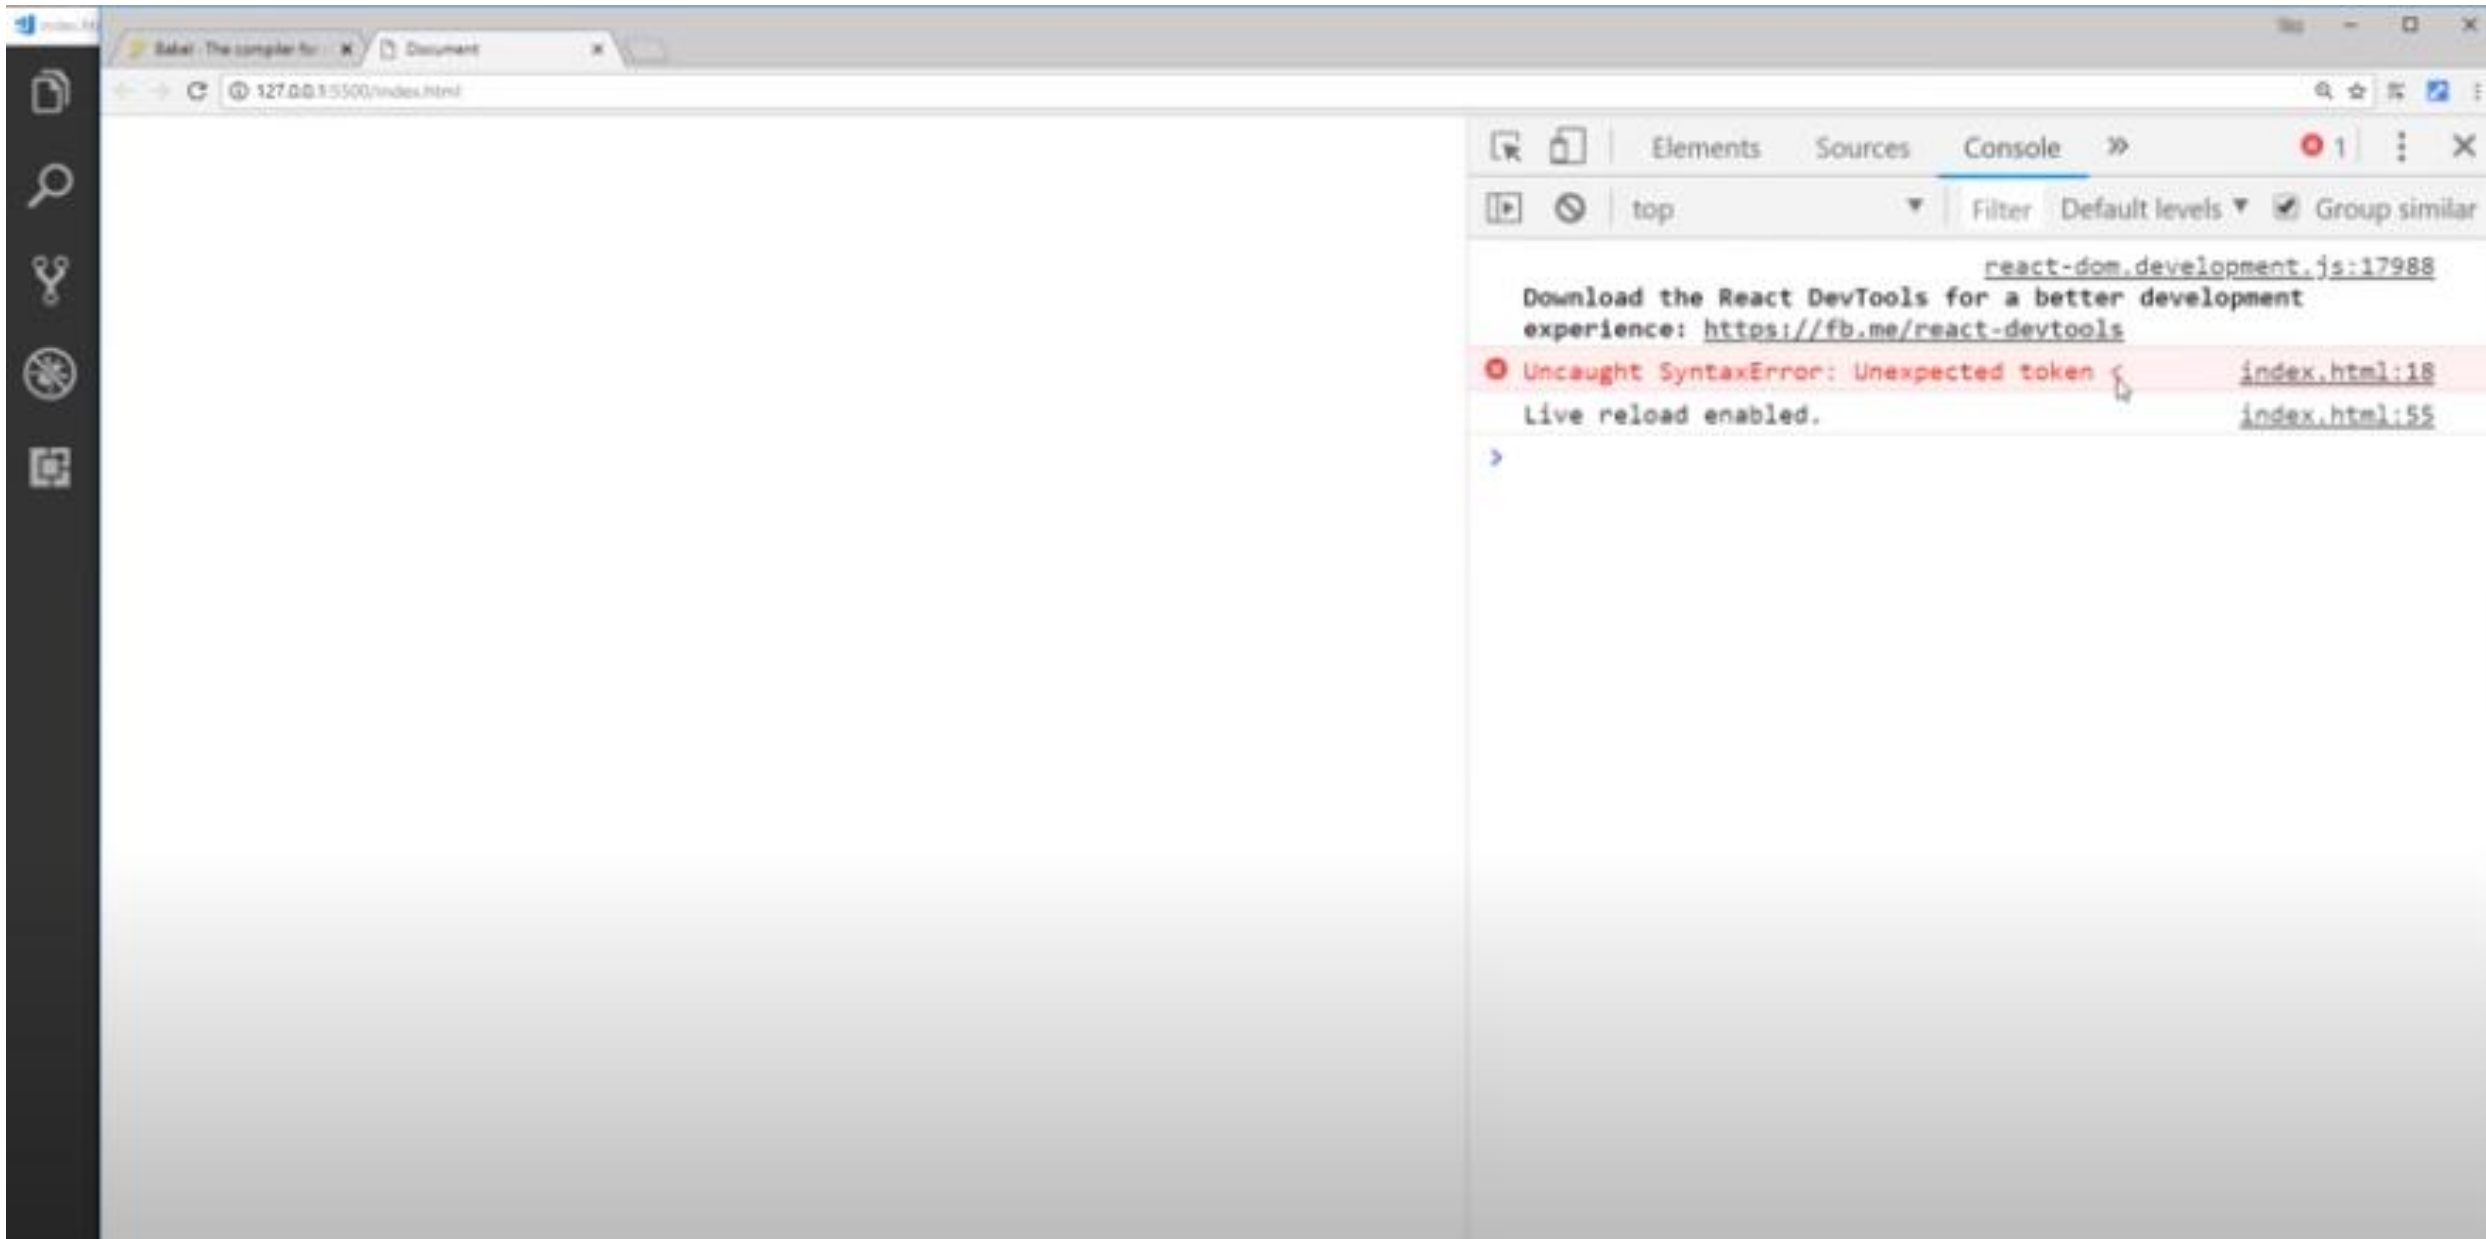 index.ht
Babel · The compiler for
Document
127.0.0.1:5500/index.html
Elements Sources Console » 1
top Filter Default levels Group similar
react-dom.development.js:17988
Download the React DevTools for a better development
experience: https://fb.me/react-devtools
Uncaught SyntaxError: Unexpected token < index.html:18
Live reload enabled. index.html:55
>